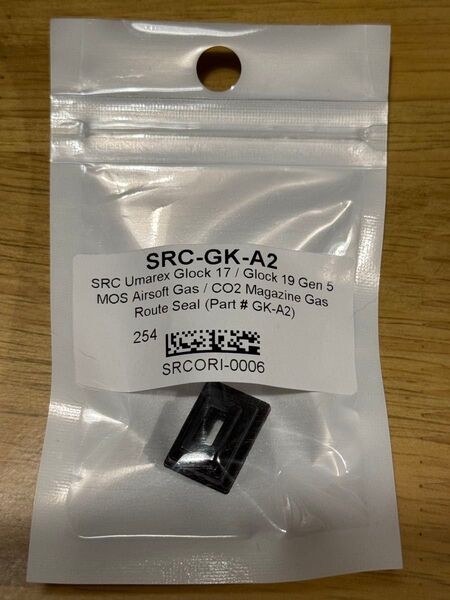 SRC-GK-A2
SRC Umarex Glock 17 / Glock 19 Gen 5
MOS Airsoft Gas / CO2 Magazine Gas
Route Seal (Part # GK-A2)
254
SRCORI-0006